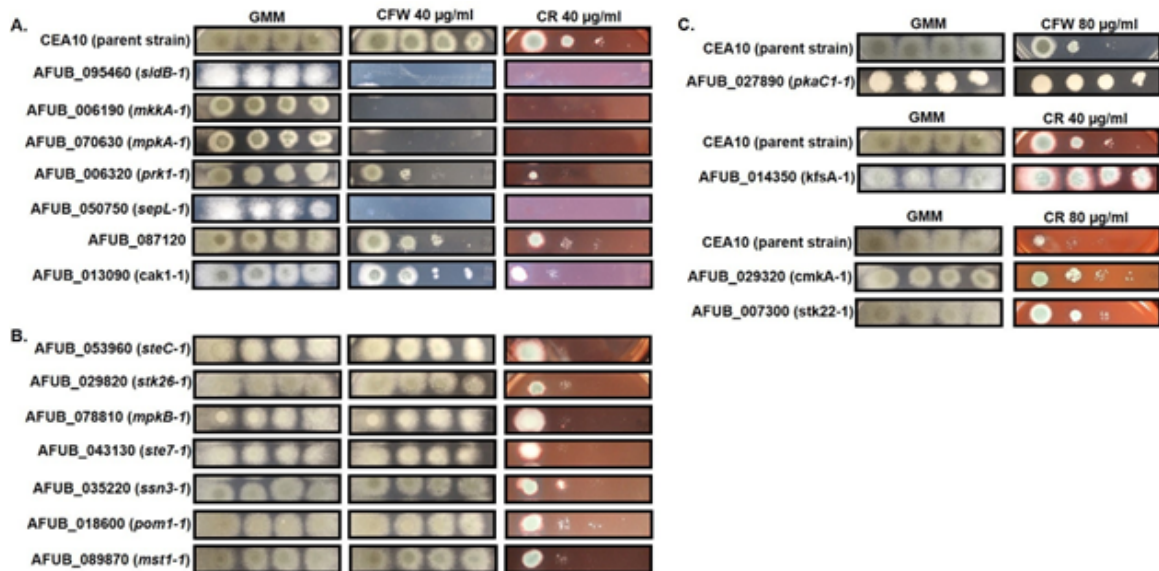 A.
GMM CFW 40 µg/ml CR 40 µg/ml
CEA10 (parent strain)
AFUB_095460 (sidB-1)
AFUB_006190 (mkkA-1)
AFUB_070630 (mpkA-1)
AFUB_006320 (prk1-1)
AFUB_050750 (sepL-1)
AFUB_087120
AFUB_013090 (cak1-1)
B.
AFUB_053960 (steC-1)
AFUB_029820 (stk26-1)
AFUB_078810 (mpkB-1)
AFUB_043130 (ste7-1)
AFUB_035220 (ssn3-1)
AFUB_018600 (pom1-1)
AFUB_089870 (mst1-1)
C.
GMM CFW 80 µg/ml
CEA10 (parent strain)
AFUB_027890 (pkaC1-1)
GMM CR 40 µg/ml
CEA10 (parent strain)
AFUB_014350 (kfsA-1)
GMM CR 80 µg/ml
CEA10 (parent strain)
AFUB_029320 (cmkA-1)
AFUB_007300 (stk22-1)